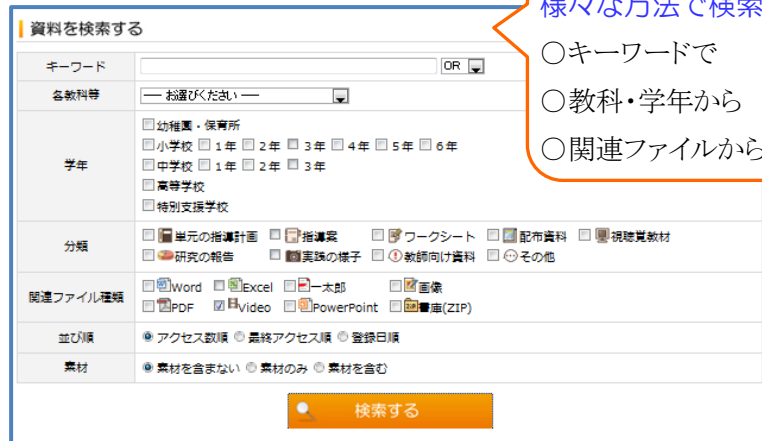 資料を検索する
キーワード OR
各教科等 ── お選びください ──
学年
幼稚園・保育所
小学校 1年 2年 3年 4年 5年 6年
中学校 1年 2年 3年
高等学校
特別支援学校
分類
単元の指導計画 指導案 ワークシート 配布資料 視聴覚教材
研究の報告 実践の様子 教師向け資料 その他
関連ファイル種類
Word Excel 一太郎 画像
PDF Video PowerPoint 書庫(ZIP)
並び順 アクセス数順 最終アクセス順 登録日順
素材 素材を含まない 素材のみ 素材を含む
検索する
様々な方法で検索
○キーワードで
○教科・学年から
○関連ファイルから